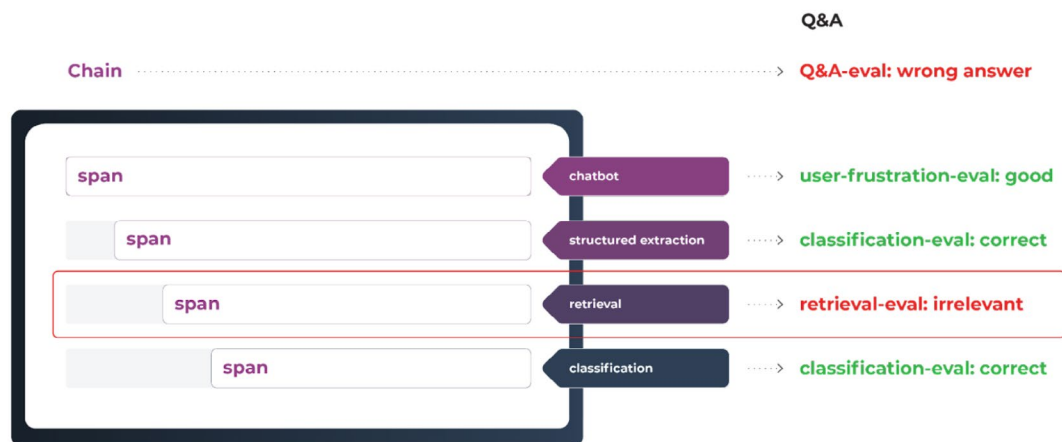 Q&A
Chain Q&A-eval: wrong answer
span chatbot user-frustration-eval: good
span structured extraction classification-eval: correct
span retrieval retrieval-eval: irrelevant
span classification classification-eval: correct